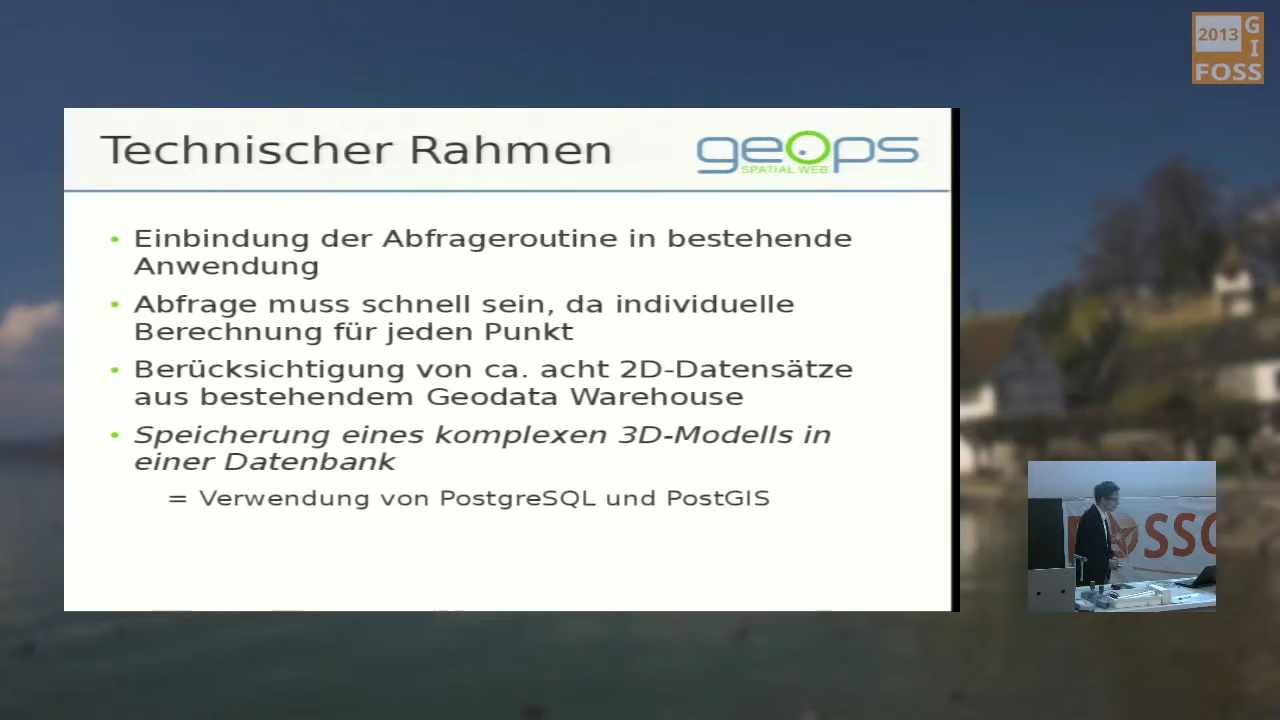 2013
G
I
FOSS
Technischer Rahmen
geops
SPATIAL WEB
• Einbindung der Abfrageroutine in bestehende
Anwendung
• Abfrage muss schnell sein, da individuelle
Berechnung für jeden Punkt
• Berücksichtigung von ca. acht 2D-Datensätze
aus bestehendem Geodata Warehouse
• Speicherung eines komplexen 3D-Modells in
einer Datenbank
= Verwendung von PostgreSQL und PostGIS